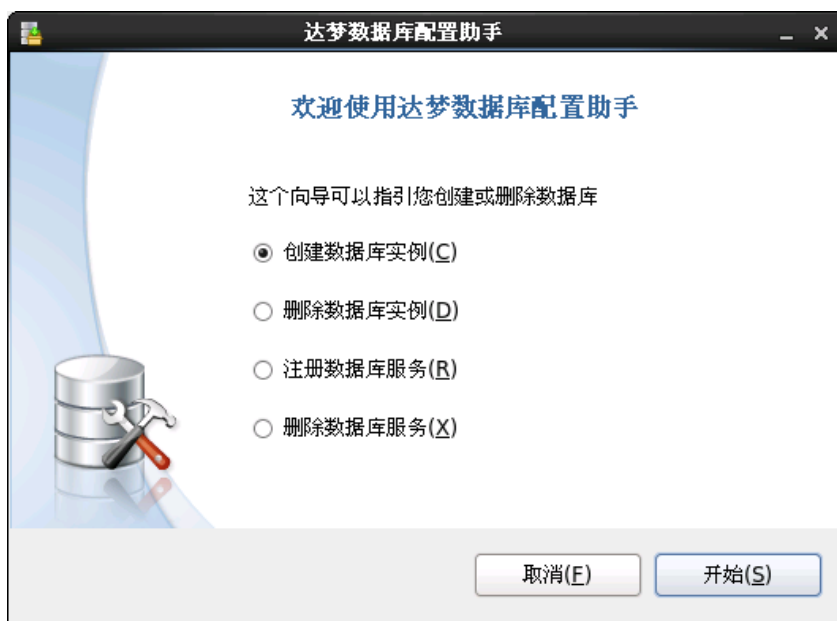 达梦数据库配置助手
欢迎使用达梦数据库配置助手
这个向导可以指引您创建或删除数据库
创建数据库实例(C)
删除数据库实例(D)
注册数据库服务(R)
删除数据库服务(X)
取消(F)
开始(S)